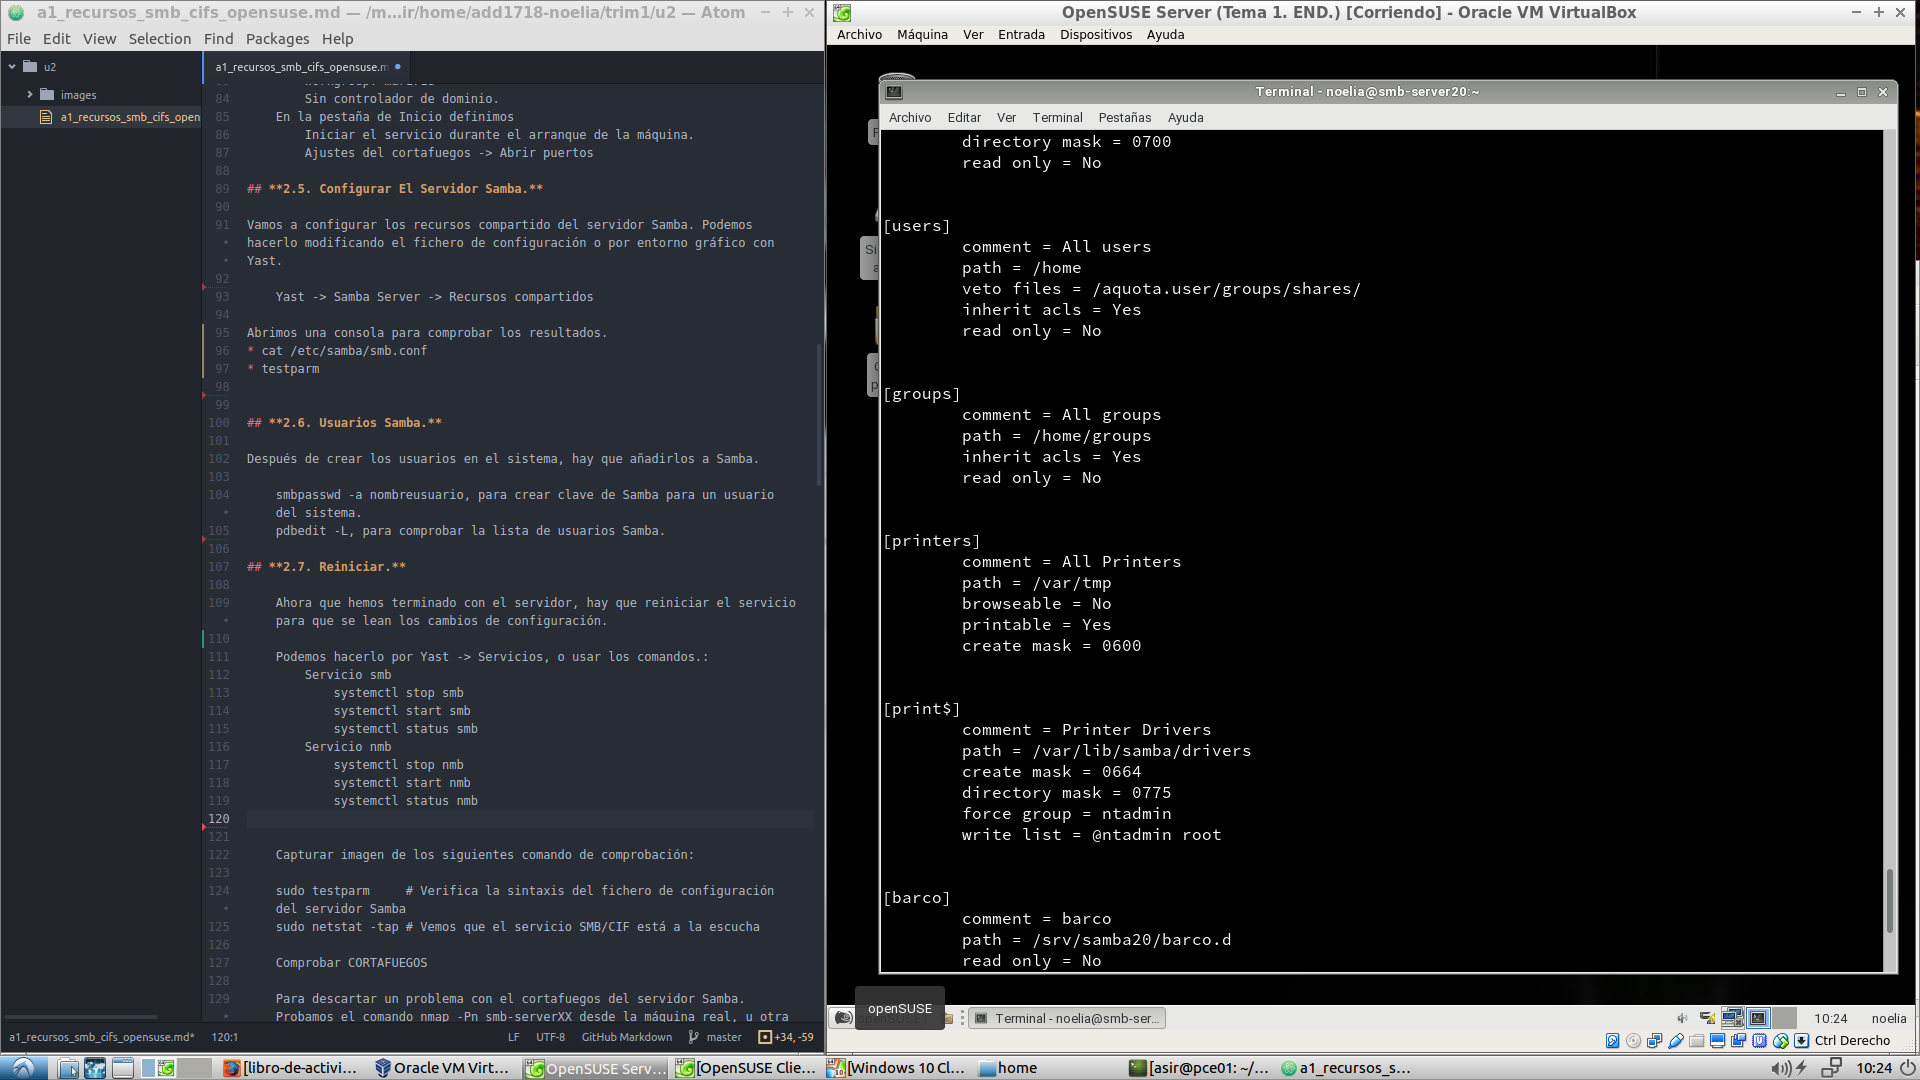 a1_recursos_smb_cifs_opensuse.md — /m...ir/home/add1718-noelia/trim1/u2 — Atom
File Edit View Selection Find Packages Help
u2
images
a1_recursos_smb_cifs_open
a1_recursos_smb_cifs_opensuse.m
84 Sin controlador de dominio.
85 En la pestaña de Inicio definimos
86 Iniciar el servicio durante el arranque de la máquina.
87 Ajustes del cortafuegos -> Abrir puertos
88
89 ## **2.5. Configurar El Servidor Samba.**
90
91 Vamos a configurar los recursos compartido del servidor Samba. Podemos
• hacerlo modificando el fichero de configuración o por entorno gráfico con
• Yast.
92
93 Yast -> Samba Server -> Recursos compartidos
94
95 Abrimos una consola para comprobar los resultados.
96 * cat /etc/samba/smb.conf
97 * testparm
98
99
100 ## **2.6. Usuarios Samba.**
101
102 Después de crear los usuarios en el sistema, hay que añadirlos a Samba.
103
104 smbpasswd -a nombreusuario, para crear clave de Samba para un usuario
• del sistema.
105 pdbedit -L, para comprobar la lista de usuarios Samba.
106
107 ## **2.7. Reiniciar.**
108
109 Ahora que hemos terminado con el servidor, hay que reiniciar el servicio
• para que se lean los cambios de configuración.
110
111 Podemos hacerlo por Yast -> Servicios, o usar los comandos.:
112 Servicio smb
113 systemctl stop smb
114 systemctl start smb
115 systemctl status smb
116 Servicio nmb
117 systemctl stop nmb
118 systemctl start nmb
119 systemctl status nmb
120
121
122 Capturar imagen de los siguientes comando de comprobación:
123
124 sudo testparm # Verifica la sintaxis del fichero de configuración
• del servidor Samba
125 sudo netstat -tap # Vemos que el servicio SMB/CIF está a la escucha
126
127 Comprobar CORTAFUEGOS
128
129 Para descartar un problema con el cortafuegos del servidor Samba.
• Probamos el comando nmap -Pn smb-serverXX desde la máquina real, u otra
a1_recursos_smb_cifs_opensuse.md* 120:1 LF UTF-8 GitHub Markdown master +34, -59
OpenSUSE Server (Tema 1. END.) [Corriendo] - Oracle VM VirtualBox
Archivo Máquina Ver Entrada Dispositivos Ayuda
Terminal - noelia@smb-server20:~
Archivo Editar Ver Terminal Pestañas Ayuda
directory mask = 0700
read only = No
[users]
comment = All users
path = /home
veto files = /aquota.user/groups/shares/
inherit acls = Yes
read only = No
[groups]
comment = All groups
path = /home/groups
inherit acls = Yes
read only = No
[printers]
comment = All Printers
path = /var/tmp
browseable = No
printable = Yes
create mask = 0600
[print$]
comment = Printer Drivers
path = /var/lib/samba/drivers
create mask = 0664
directory mask = 0775
force group = ntadmin
write list = @ntadmin root
[barco]
comment = barco
path = /srv/samba20/barco.d
read only = No
openSUSE
Terminal - noelia@smb-ser... 10:24 noelia
Ctrl Derecho
[libro-de-activi... Oracle VM Virt... OpenSUSE Serv... [OpenSUSE Clie... [Windows 10 Cl... home [asir@pce01: ~/... a1_recursos_s... 10:24